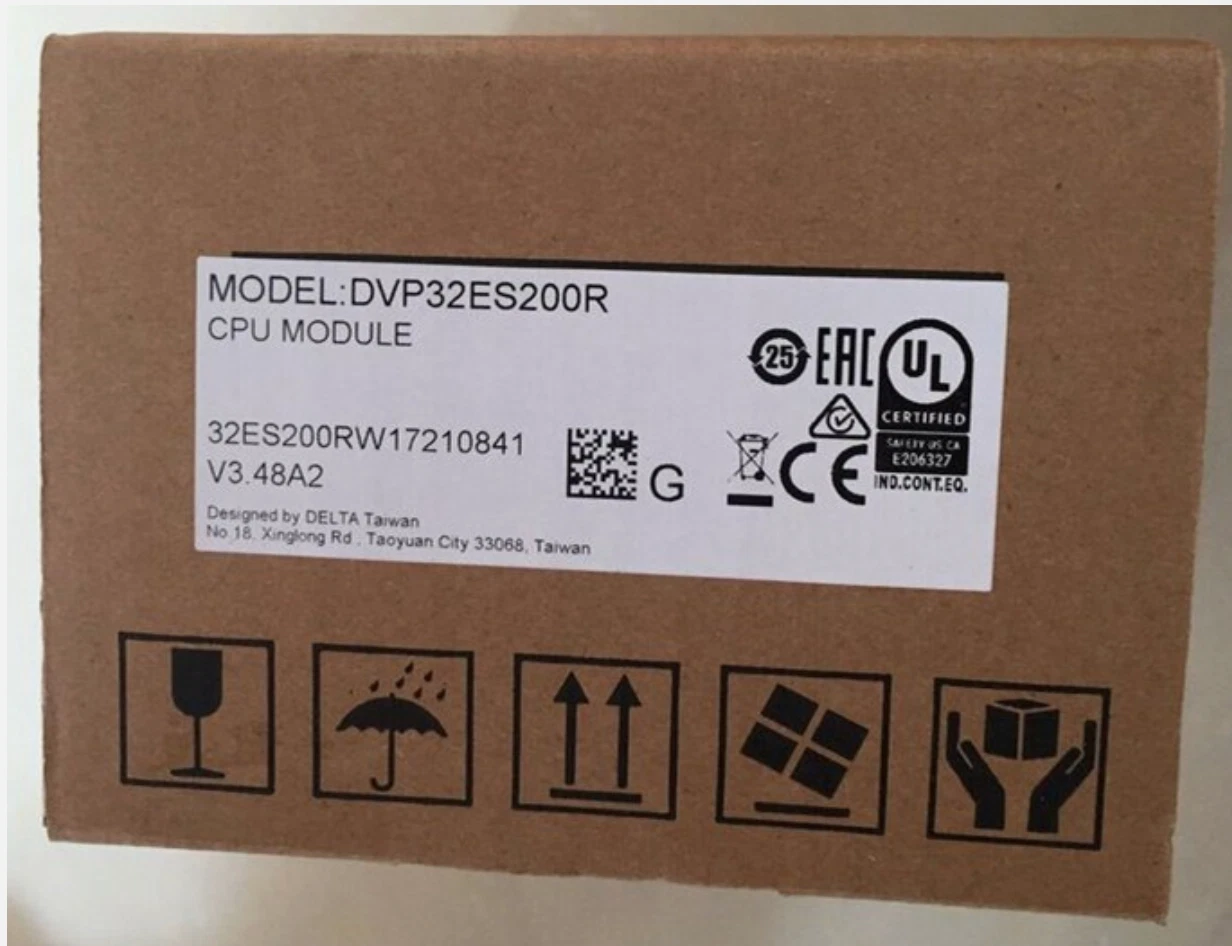 MODEL:DVP32ES200R
CPU MODULE
25
EAC
UL
CERTIFIED
SAFETY US CA
E206327
IND.CONT.EQ.
32ES200RW17210841
V3.48A2
G
CE
Designed by DELTA Taiwan
No.18, Xinglong Rd., Taoyuan City 33068, Taiwan